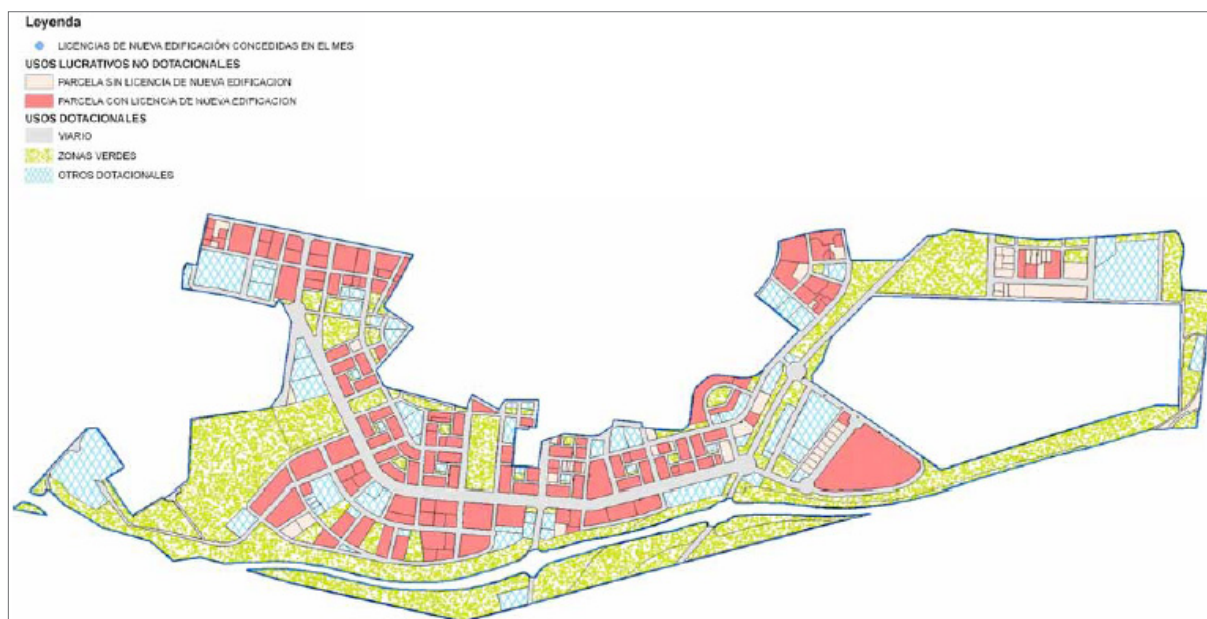 Leyenda
LICENCIAS DE NUEVA EDIFICACIÓN CONCEDIDAS EN EL MES
USOS LUCRATIVOS NO DOTACIONALES
PARCELA SIN LICENCIA DE NUEVA EDIFICACION
PARCELA CON LICENCIA DE NUEVA EDIFICACION
USOS DOTACIONALES
VIARIO
ZONAS VERDES
OTROS DOTACIONALES